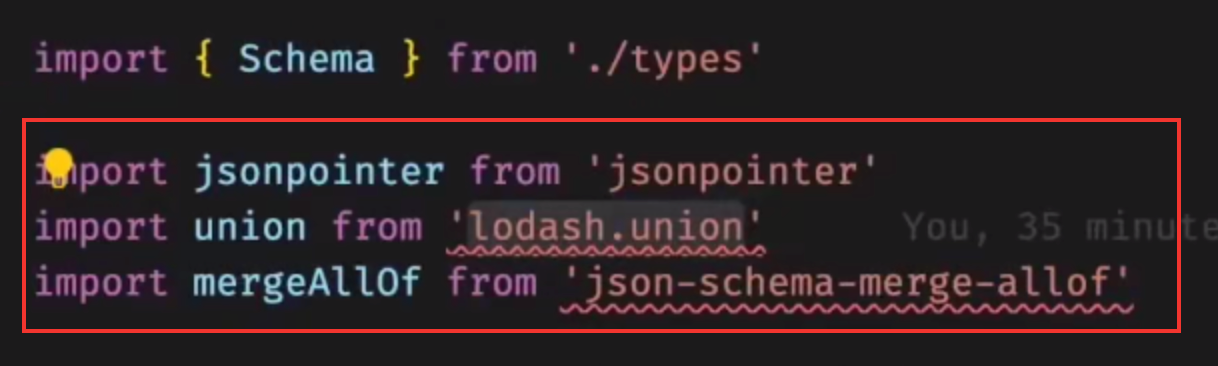 import { Schema } from './types'
import jsonpointer from 'jsonpointer'
import union from 'lodash.union' You, 35 minute
import mergeAllOf from 'json-schema-merge-allof'